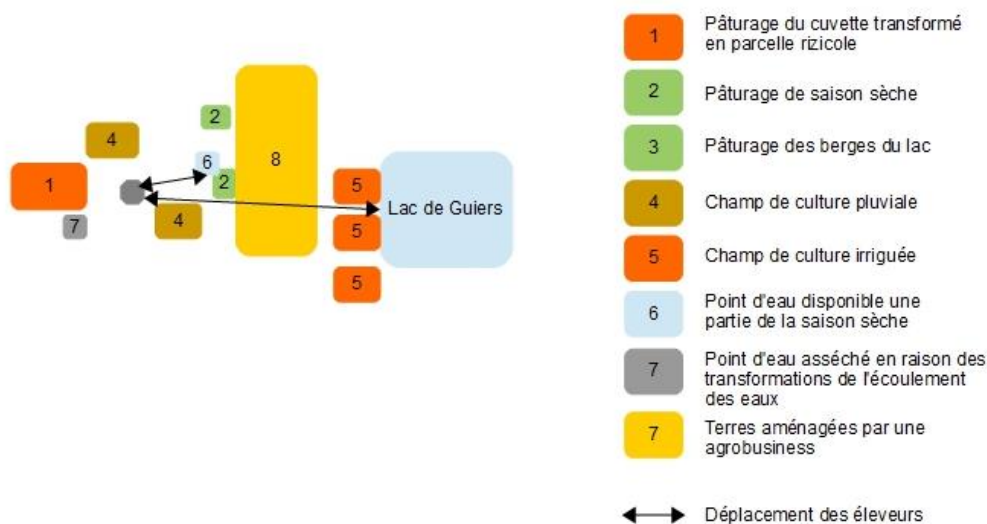 1
4
7
4
2
6
2
8
5
5
5
Lac de Guiers
1
Pâturage du cuvette transformé
en parcelle rizicole
2
Pâturage de saison sèche
3
Pâturage des berges du lac
4
Champ de culture pluviale
5
Champ de culture irriguée
6
Point d'eau disponible une
partie de la saison sèche
7
Point d'eau asséché en raison des
transformations de l'écoulement
des eaux
7
Terres aménagées par une
agrobusiness
Déplacement des éleveurs